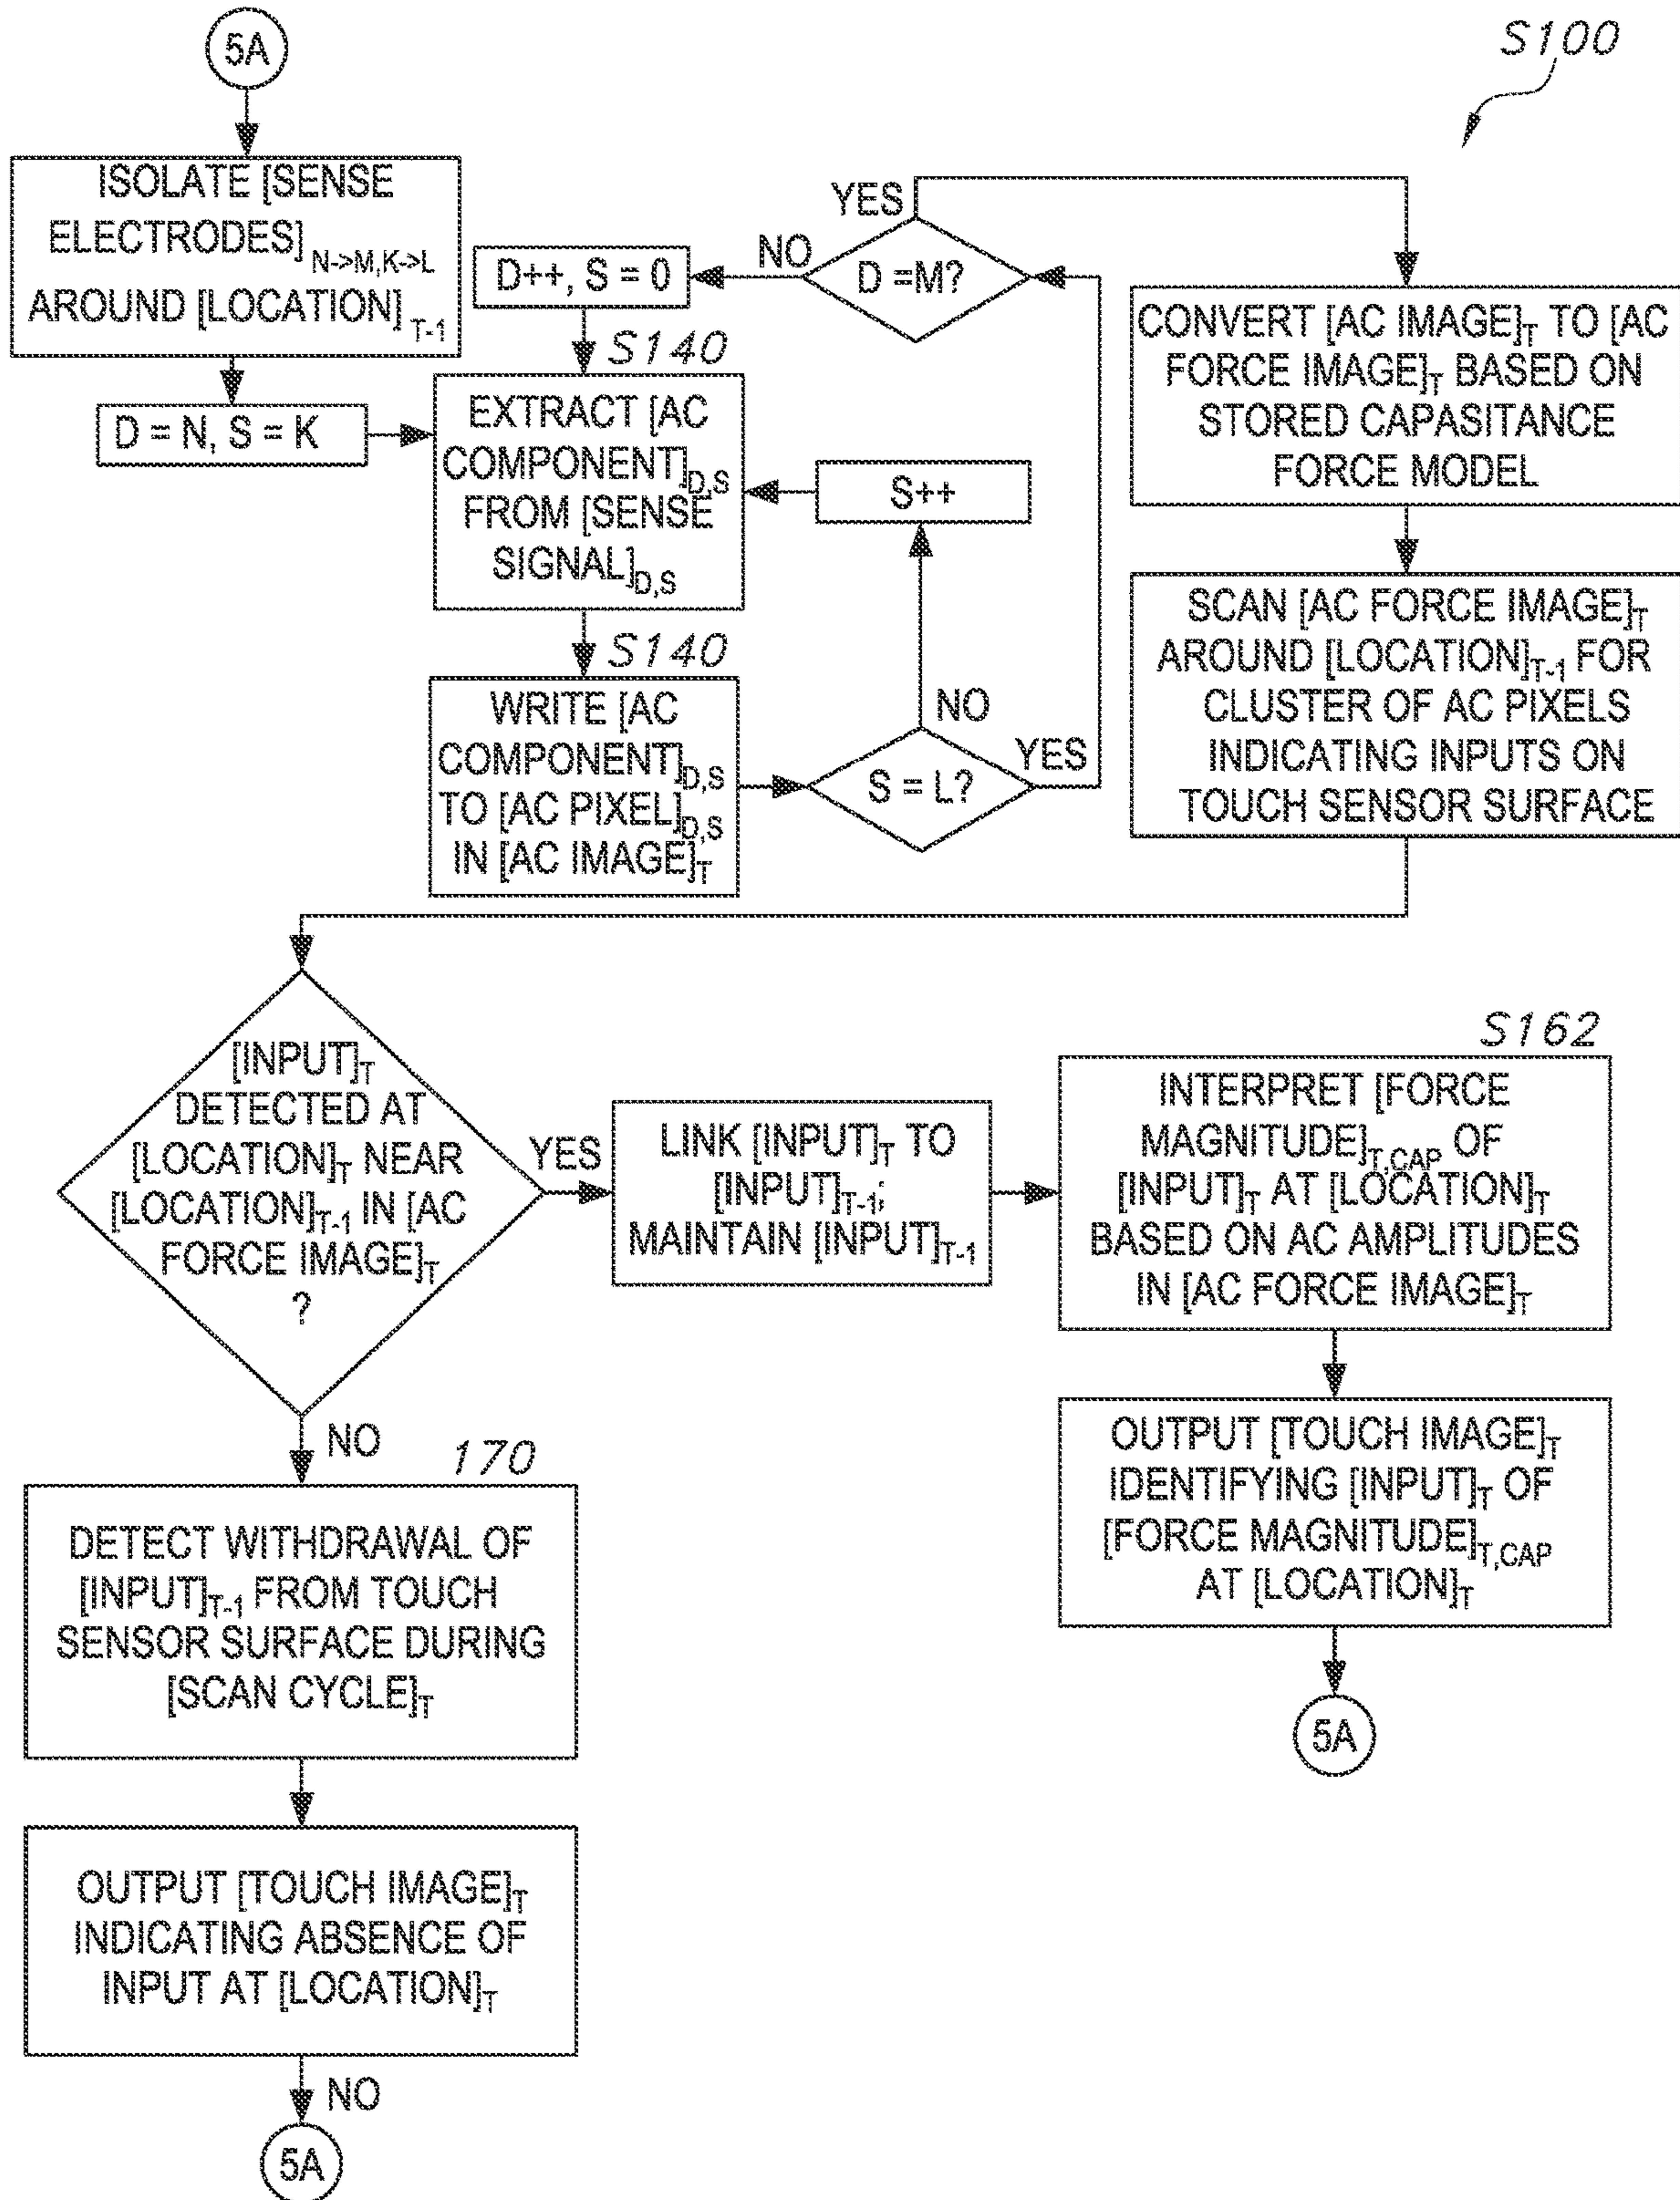 5A
S100
ISOLATE [SENSE
ELECTRODES] N->M,K->L
AROUND [LOCATION] T-1
D = N, S = K
D++, S = 0
NO
YES
D =M?
S140
EXTRACT [AC
COMPONENT]D,S
FROM [SENSE
SIGNAL]D,S
S++
S140
WRITE [AC
COMPONENT]D,S
TO [AC PIXEL]D,S
IN [AC IMAGE]T
NO
S = L?
YES
CONVERT [AC IMAGE]T TO [AC
FORCE IMAGE]T BASED ON
STORED CAPASITANCE
FORCE MODEL
SCAN [AC FORCE IMAGE]T
AROUND [LOCATION]T-1 FOR
CLUSTER OF AC PIXELS
INDICATING INPUTS ON
TOUCH SENSOR SURFACE
[INPUT]T
DETECTED AT
[LOCATION]T NEAR
[LOCATION]T-1 IN [AC
FORCE IMAGE]T
?
YES
LINK [INPUT]T TO
[INPUT]T-1;
MAINTAIN [INPUT]T-1
S162
INTERPRET [FORCE
MAGNITUDE]T,CAP OF
[INPUT]T AT [LOCATION]T
BASED ON AC AMPLITUDES
IN [AC FORCE IMAGE]T
OUTPUT [TOUCH IMAGE]T
IDENTIFYING [INPUT]T OF
[FORCE MAGNITUDE]T,CAP
AT [LOCATION]T
5A
NO
170
DETECT WITHDRAWAL OF
[INPUT]T-1 FROM TOUCH
SENSOR SURFACE DURING
[SCAN CYCLE]T
OUTPUT [TOUCH IMAGE]T
INDICATING ABSENCE OF
INPUT AT [LOCATION]T
NO
5A